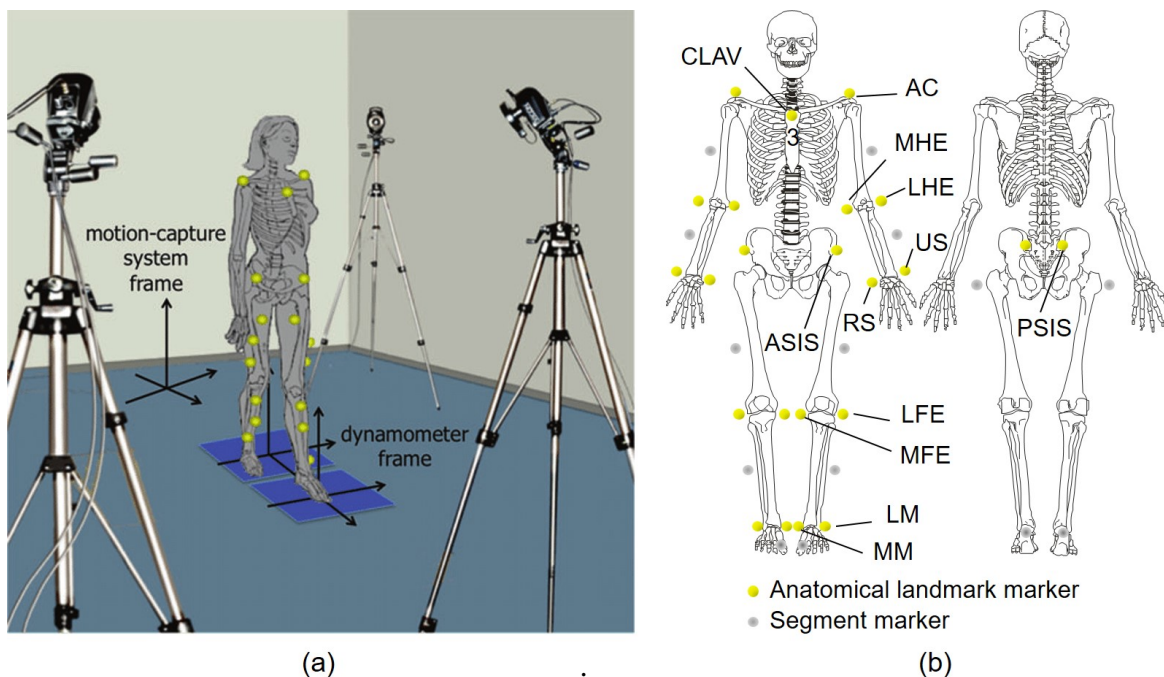 motion-capture
system
frame
dynamometer
frame
(a)
.
CLAV
AC
3
MHE
LHE
US
RS
ASIS
PSIS
LFE
MFE
LM
MM
Anatomical landmark marker
Segment marker
(b)